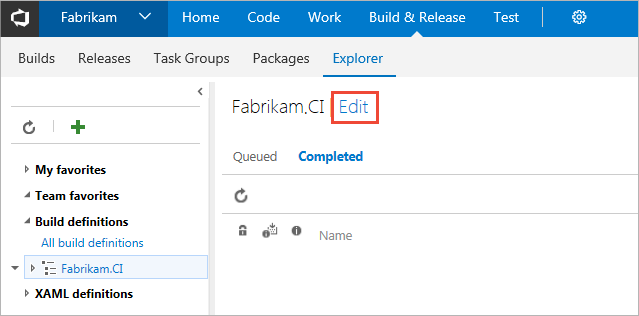 Fabrikam Home Code Work Build & Release Test
Builds Releases Task Groups Packages Explorer
Fabrikam.CI Edit
Queued Completed
My favorites
Team favorites
Build definitions
All build definitions
Fabrikam.CI
XAML definitions
Name